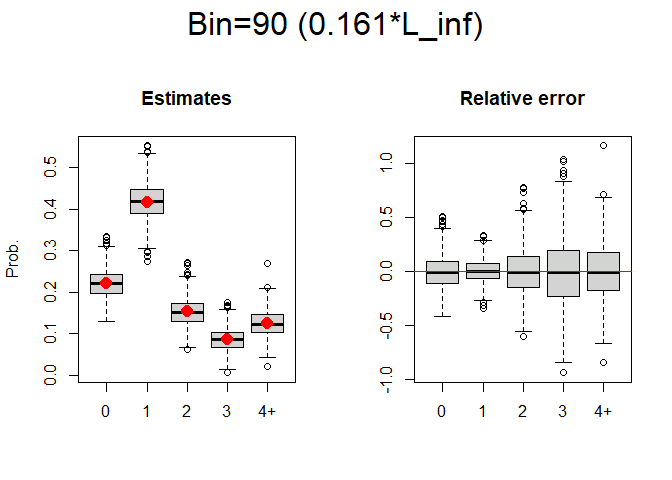 Bin=90 (0.161*L_inf)
Estimates
Relative error
Prob.
0.0
0.1
0.2
0.3
0.4
0.5
0 1 2 3 4+
-1.0
-0.5
0.0
0.5
1.0
0 1 2 3 4+